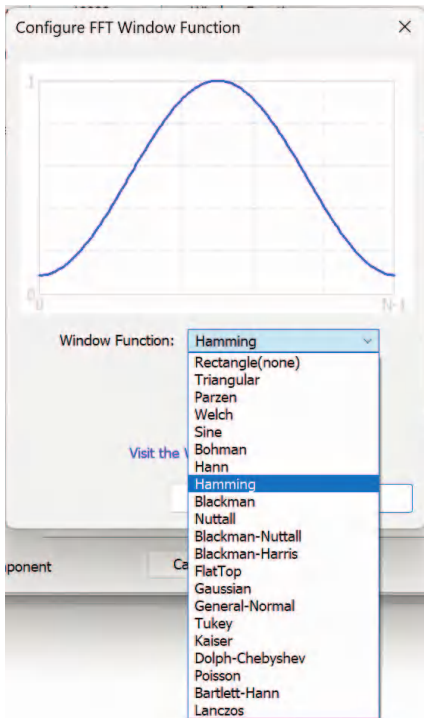 Configure FFT Window Function
1
0
0
N-1
Window Function: Hamming
Rectangle(none)
Triangular
Parzen
Welch
Sine
Visit the
Bohman
Hann
Hamming
Blackman
Nuttall
Blackman-Nuttall
Blackman-Harris
FlatTop
Gaussian
General-Normal
Tukey
Kaiser
Dolph-Chebyshev
Poisson
Bartlett-Hann
Lanczos